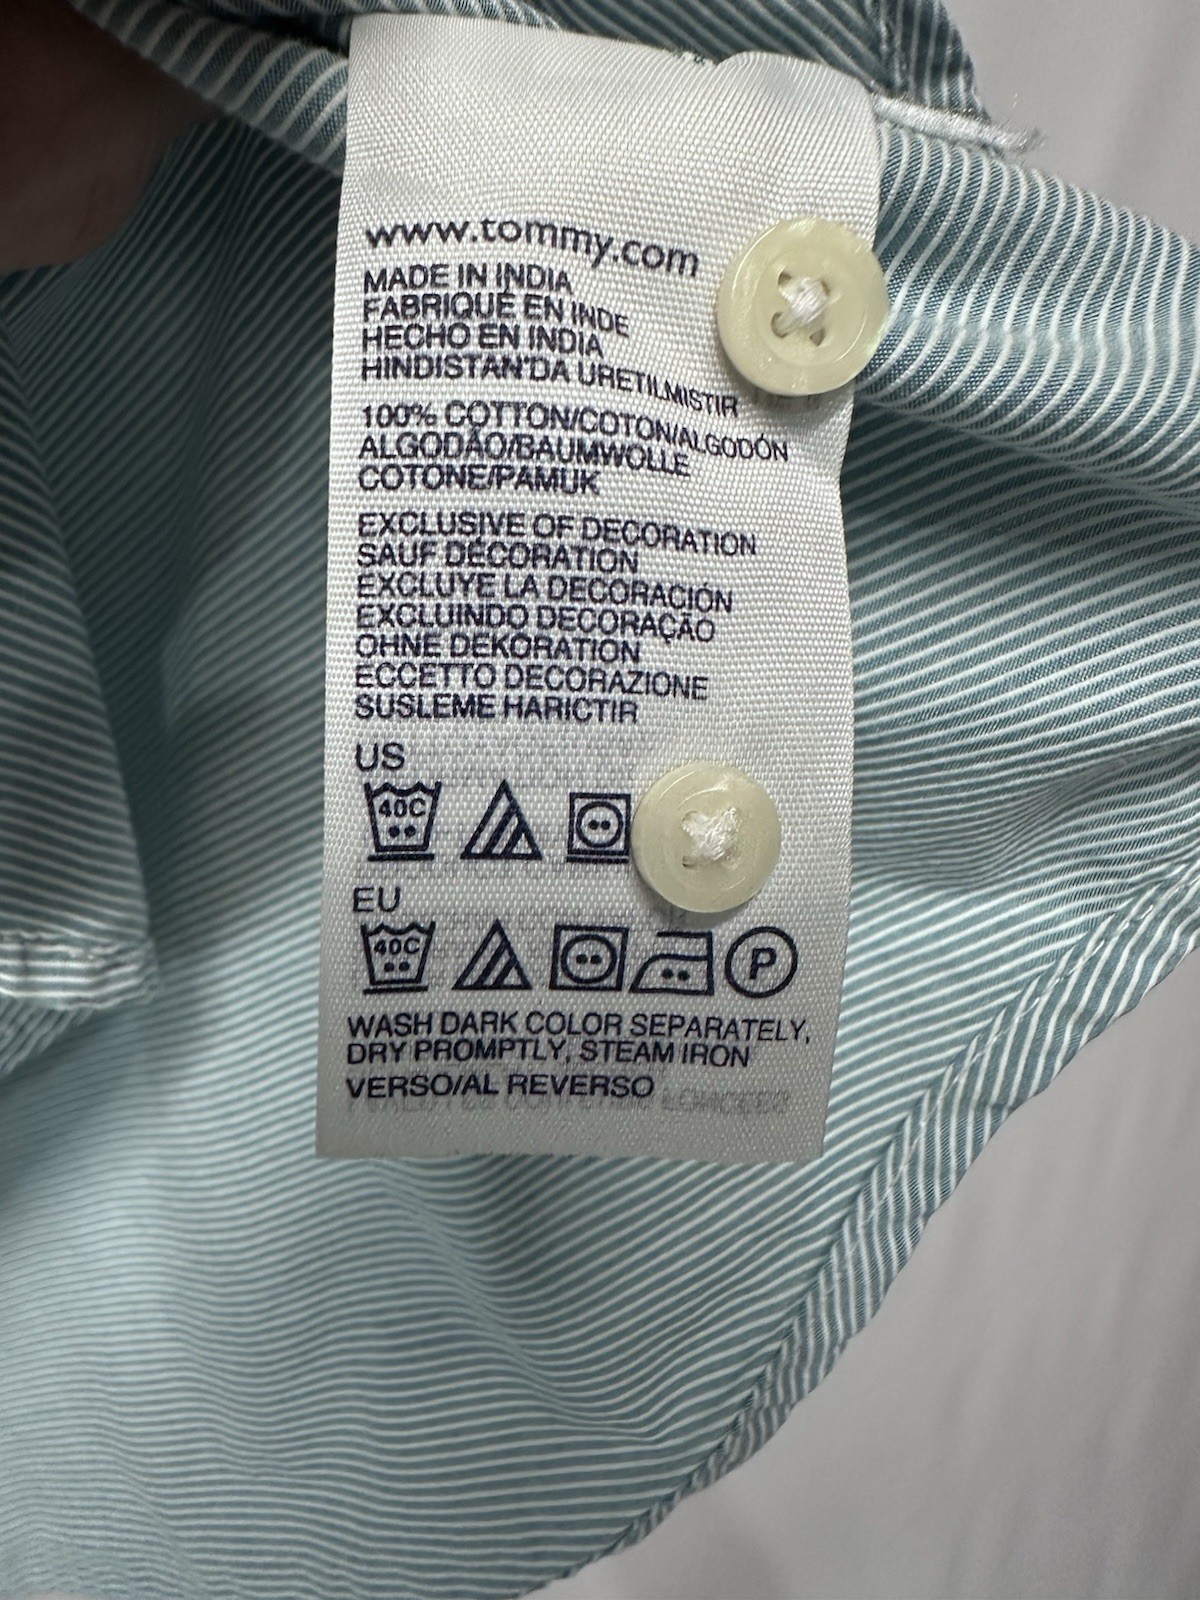 www.tommy.com
MADE IN INDIA
FABRIQUÉ EN INDE
HECHO EN INDIA
HINDISTAN'DA URETILMISTIR
100% COTTON/COTON/ALGODÓN
ALGODÃO/BAUMWOLLE
COTONE/PAMUK
EXCLUSIVE OF DECORATION
SAUF DÉCORATION
EXCLUYE LA DECORACIÓN
EXCLUINDO DECORAÇÃO
OHNE DEKORATION
ECCETTO DECORAZIONE
SUSLEME HARICTIR
US
40C
EU
40C P
WASH DARK COLOR SEPARATELY,
DRY PROMPTLY, STEAM IRON
VERSO/AL REVERSO